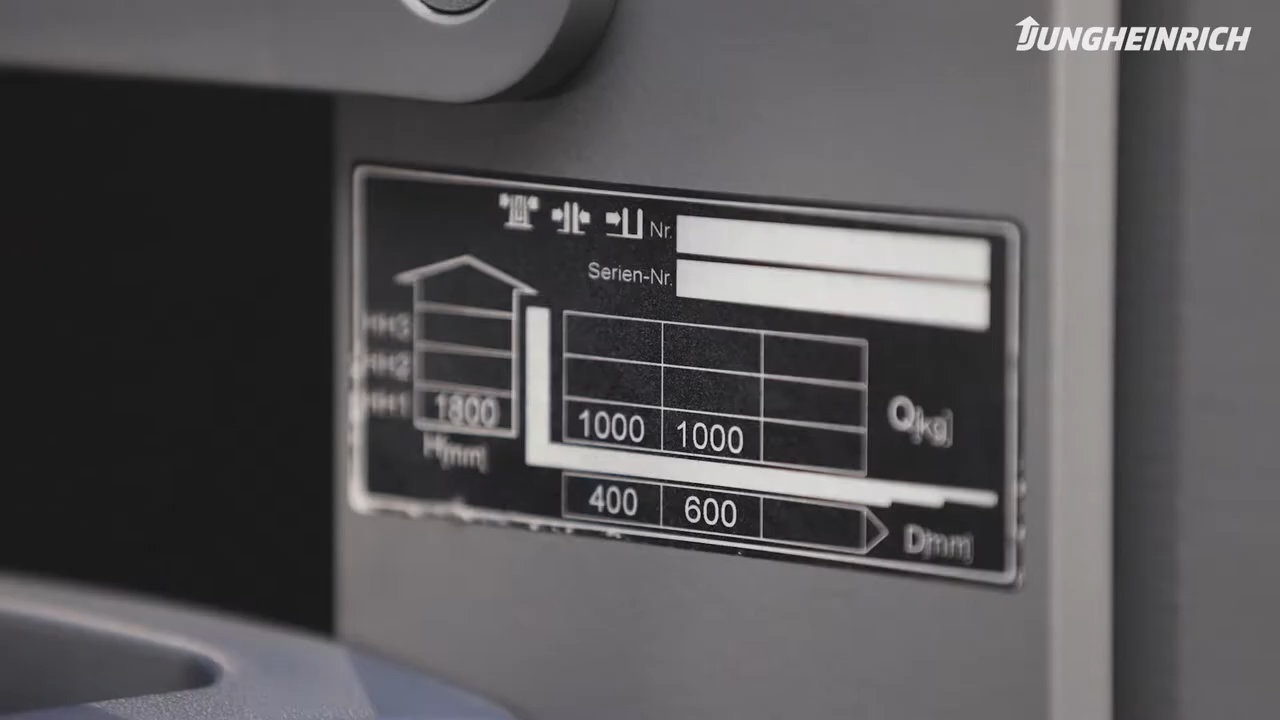 JUNGHEINRICH
Nr.
Serien-Nr.
HH3
HH2
HH1 1800
H[mm]
1000 1000
Q[kg]
400 600
D[mm]